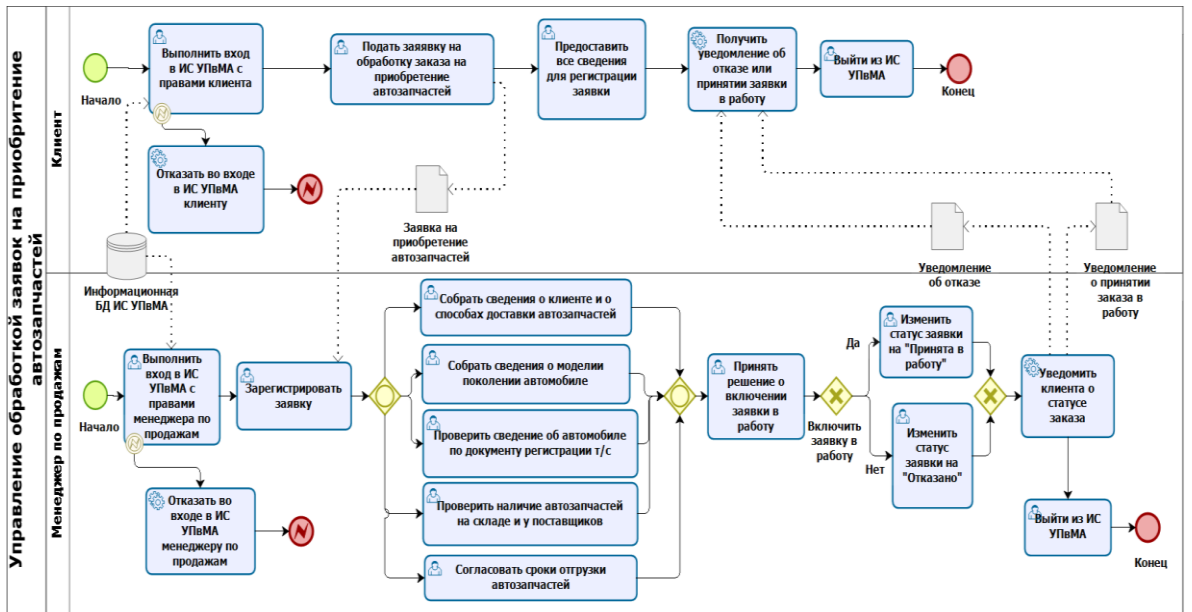 Управление обработкой заявок на приобритение
автозапчастей
Клиент
Начало
Выполнить вход
в ИС УПвМА с
правами клиента
Подать заяявку на
обработку заказа на
приобретение
автозапчастей
Предоставить
все сведения
для регистрации
заявки
Получить
уведомление об
отказе или
принятии заявки
в работу
Выйти из ИС
УПвМА
Конец
Отказать во входе
в ИС УПвМА
клиенту
Заявка на
приобретение
автозапчастей
Информационная
БД ИС УПвМА
Уведомление
об отказе
Уведомление
о принятии
заказа в
работу
Менеджер по продажам
Начало
Выполнить
вход в ИС
УПвМА с
правами
менеджера по
продажам
Отказать во
входе в ИС
УПвМА
менеджеру по
продажам
Зарегистрировать
заявку
Собрать сведения о клиенте и о
способах доставки автозапчастей
Собрать сведения о моделии
поколении автомобиле
Проверить сведение об автомобиле
по документу регистрации т/с
Проверить наличие автозапчастей
на складе и у поставщиков
Согласовать сроки отгрузки
автозапчастей
Принять
решение о
включении
заявки в
работу
Включить
заявку в
работу
Да
Нет
Изменить
статус заявки
на "Принята в
работу"
Изменить
статус
заявки на
"Отказано"
Уведомить
клиента о
статусе
заказа
Выйти из ИС
УПвМА
Конец